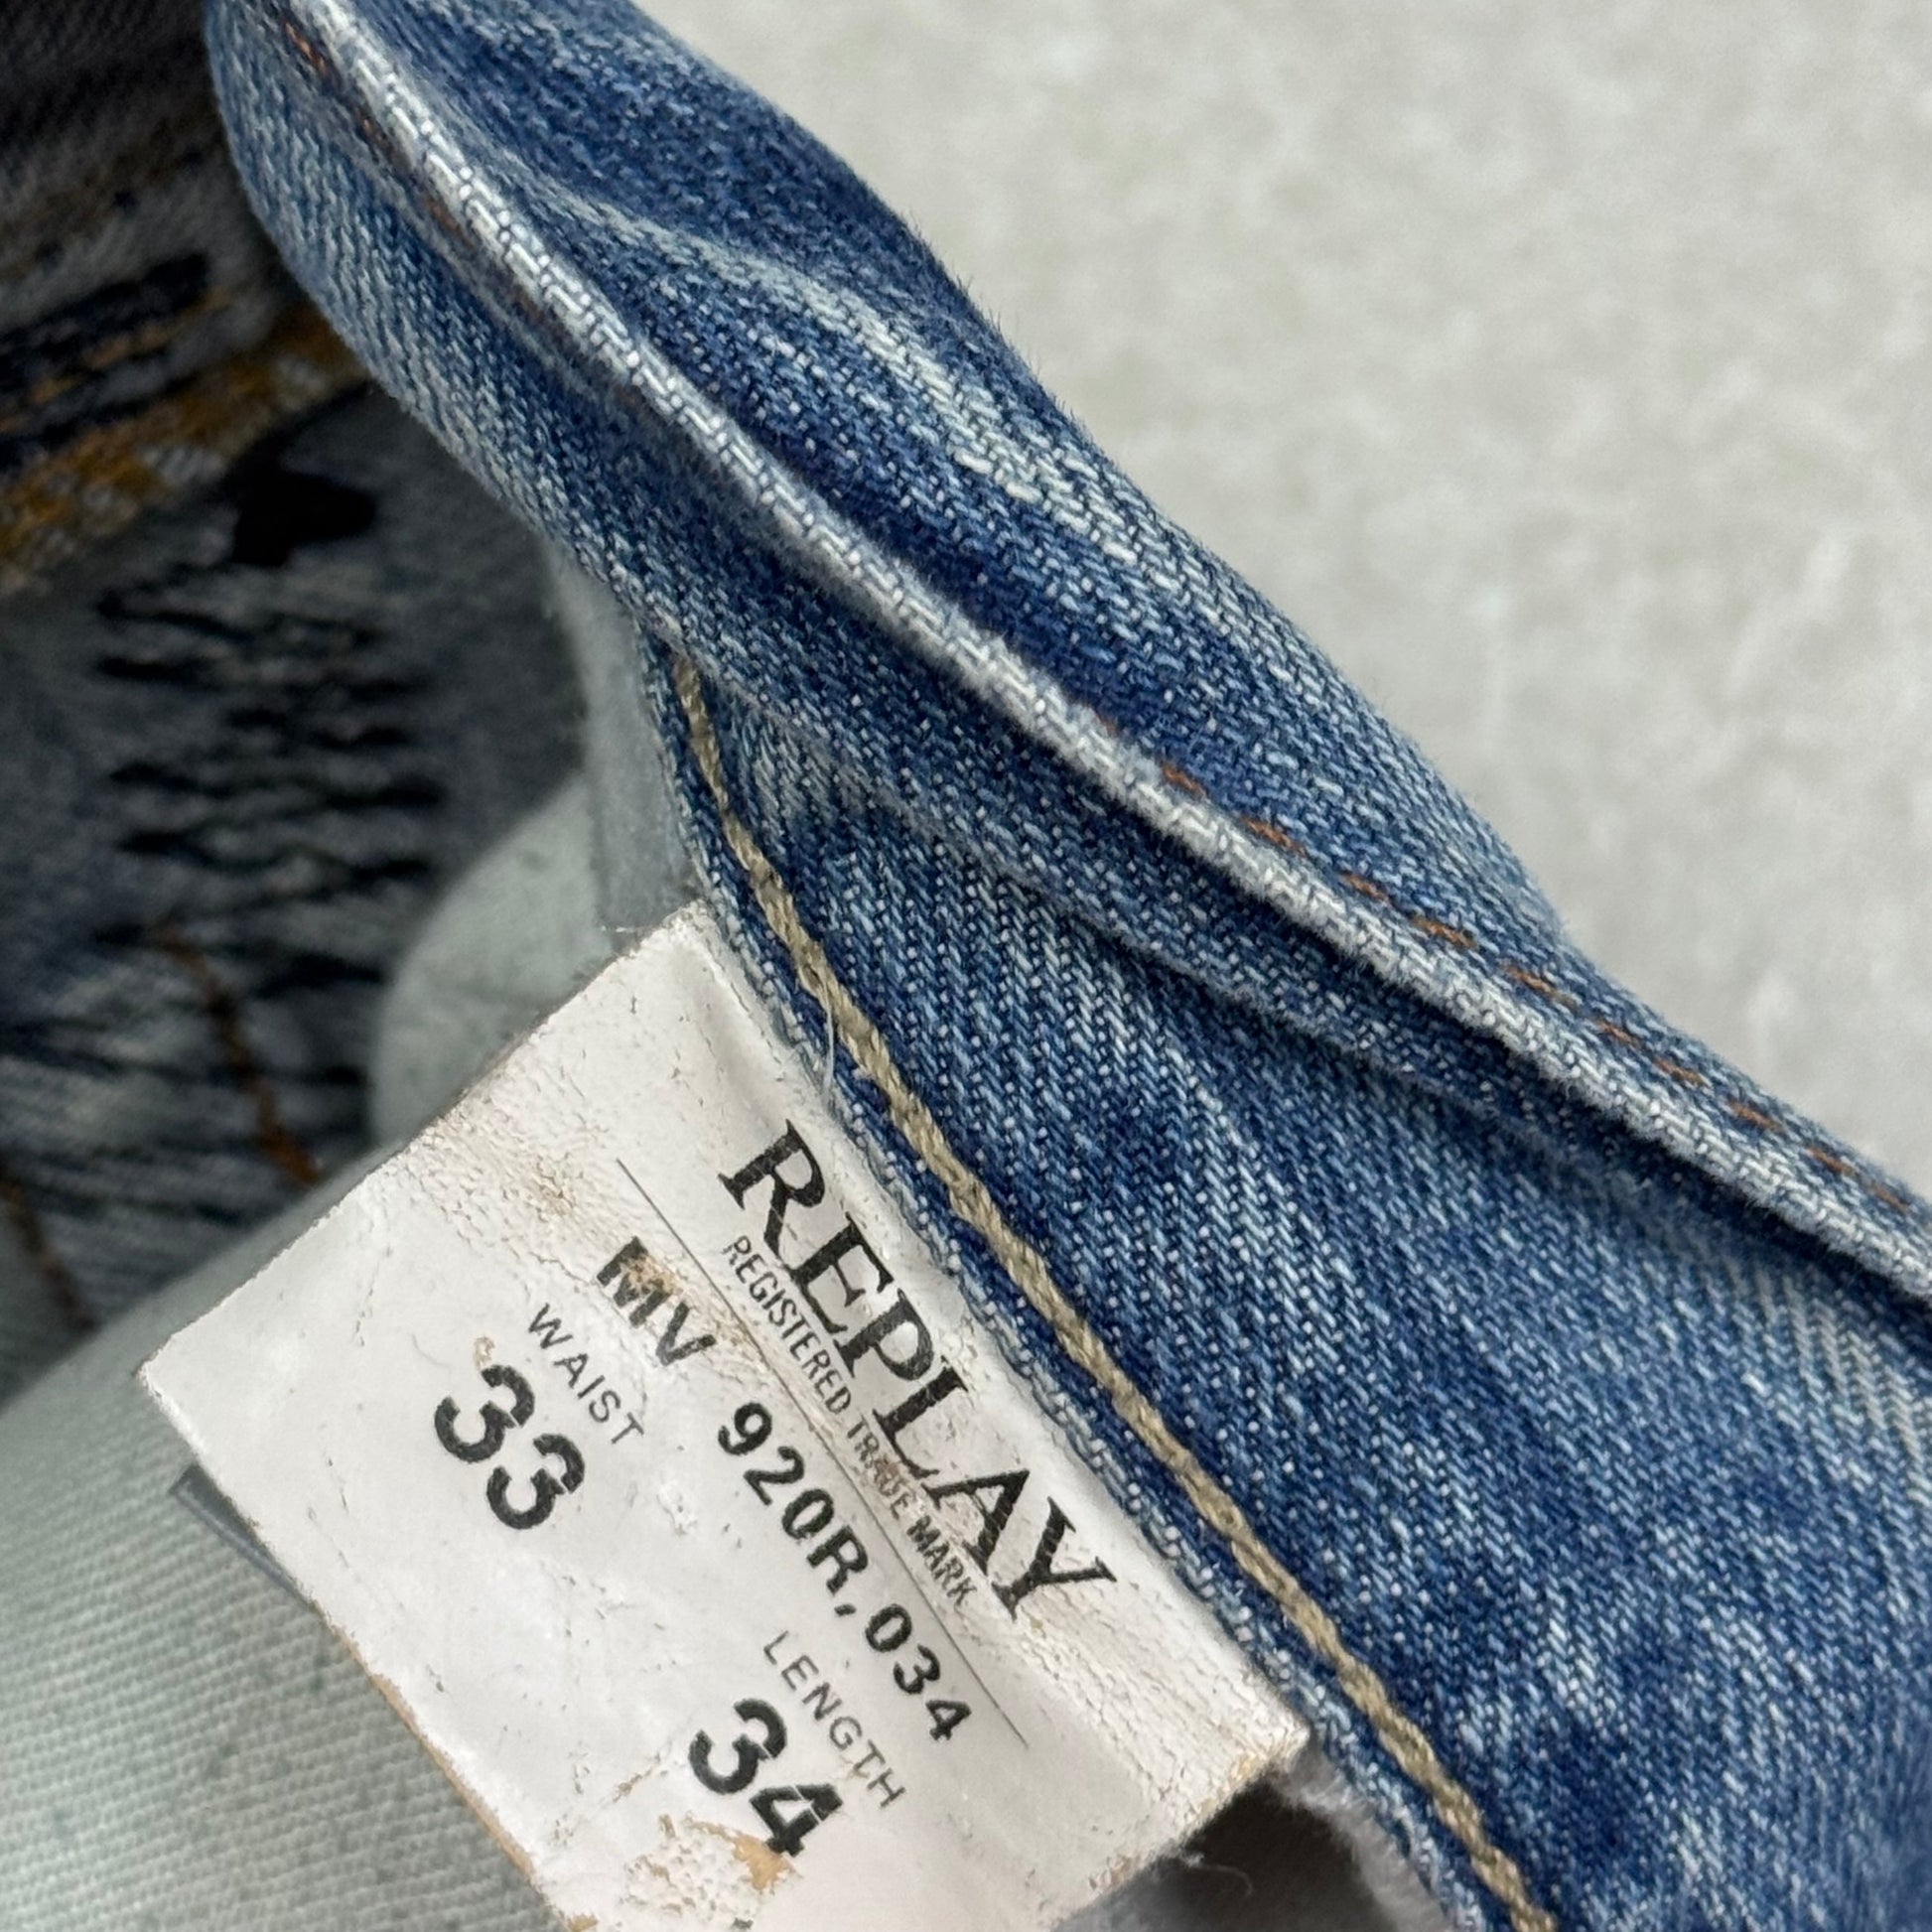 REPLAY
REGISTERED TRADE MARK
MV 920R,034
WAIST LENGTH
33 34